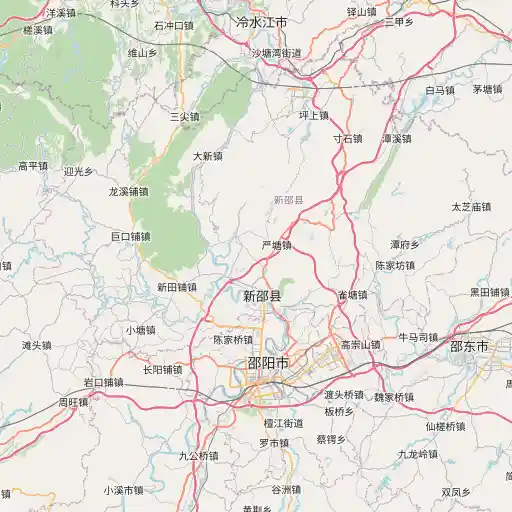 科头乡
洋溪镇
槎溪镇
石冲口镇
冷水江市
铎山镇
三甲乡
维山乡
沙塘湾街道
白马镇
茅塘镇
三尖镇
坪上镇
寸石镇
潭溪镇
大新镇
高平镇
迎光乡
龙溪铺镇
新邵县
太芝庙镇
巨口铺镇
严塘镇
潭府乡
陈家坊镇
新田铺镇
新邵县
雀塘镇
黑田铺镇
小塘镇
滩头镇
陈家桥镇
高崇山镇
牛马司镇
邵东市
邵阳市
长阳铺镇
岩口铺镇
周旺镇
渡头桥镇
魏家桥镇
板桥乡
檀江街道
仙槎桥镇
罗市镇
蔡锷乡
九公桥镇
九龙岭镇
小溪市镇
谷洲镇
双凤乡
黄荆乡